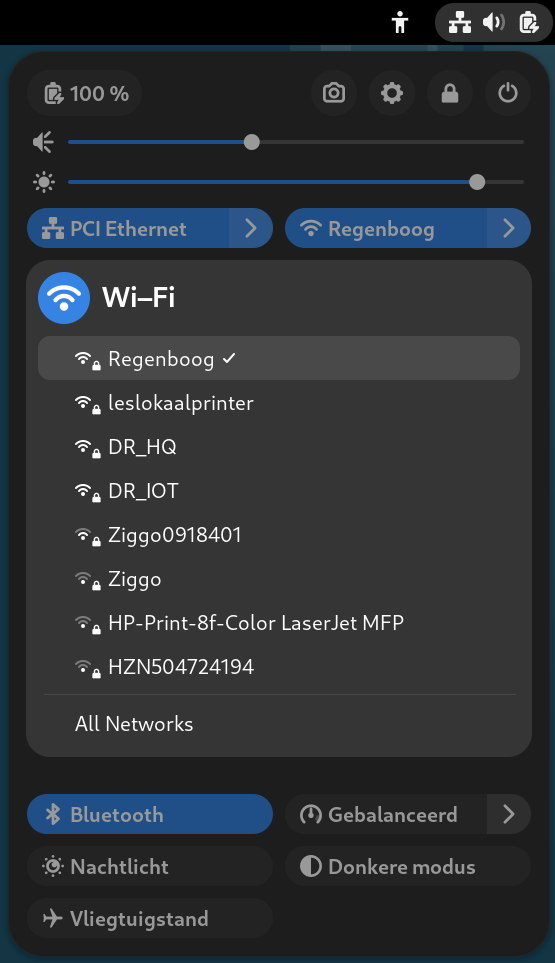 100 %
PCI Ethernet
Regenboog
Wi–Fi
Regenboog
leslokaalprinter
DR_HQ
DR_IOT
Ziggo0918401
Ziggo
HP-Print-8f-Color LaserJet MFP
HZN504724194
All Networks
Bluetooth
Gebalanceerd
Nachtlicht
Donkere modus
Vliegtuigstand